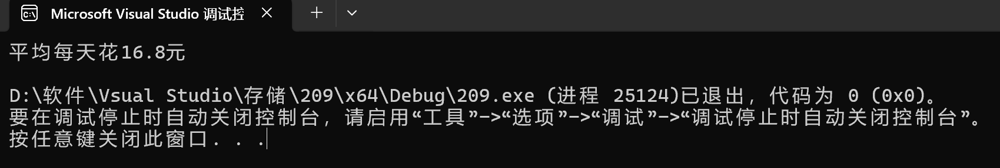 Microsoft Visual Studio 调试控
平均每天花16.8元
D:\软件\Vsual Studio\存储\209\x64\Debug\209.exe (进程 25124)已退出，代码为 0 (0x0)。
要在调试停止时自动关闭控制台，请启用“工具”->“选项”->“调试”->“调试停止时自动关闭控制台”。
按任意键关闭此窗口. . .